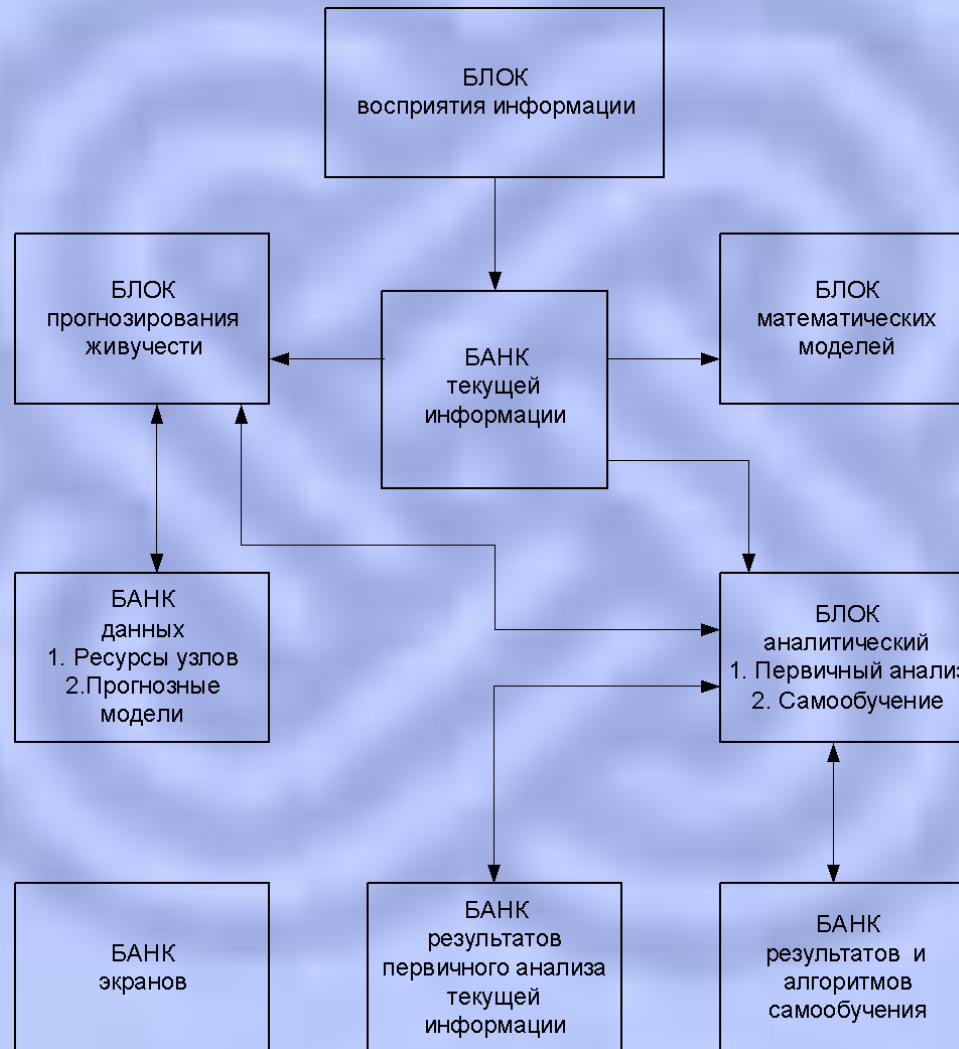 БЛОК
восприятия информации
БЛОК
прогнозирования
живучести
БАНК
текущей
информации
БЛОК
математических
моделей
БАНК
данных
1. Ресурсы узлов
2.Прогнозные
модели
БЛОК
аналитический
1. Первичный анализ
2. Самообучение
БАНК
экранов
БАНК
результатов
первичного анализа
текущей
информации
БАНК
результатов и
алгоритмов
самообучения